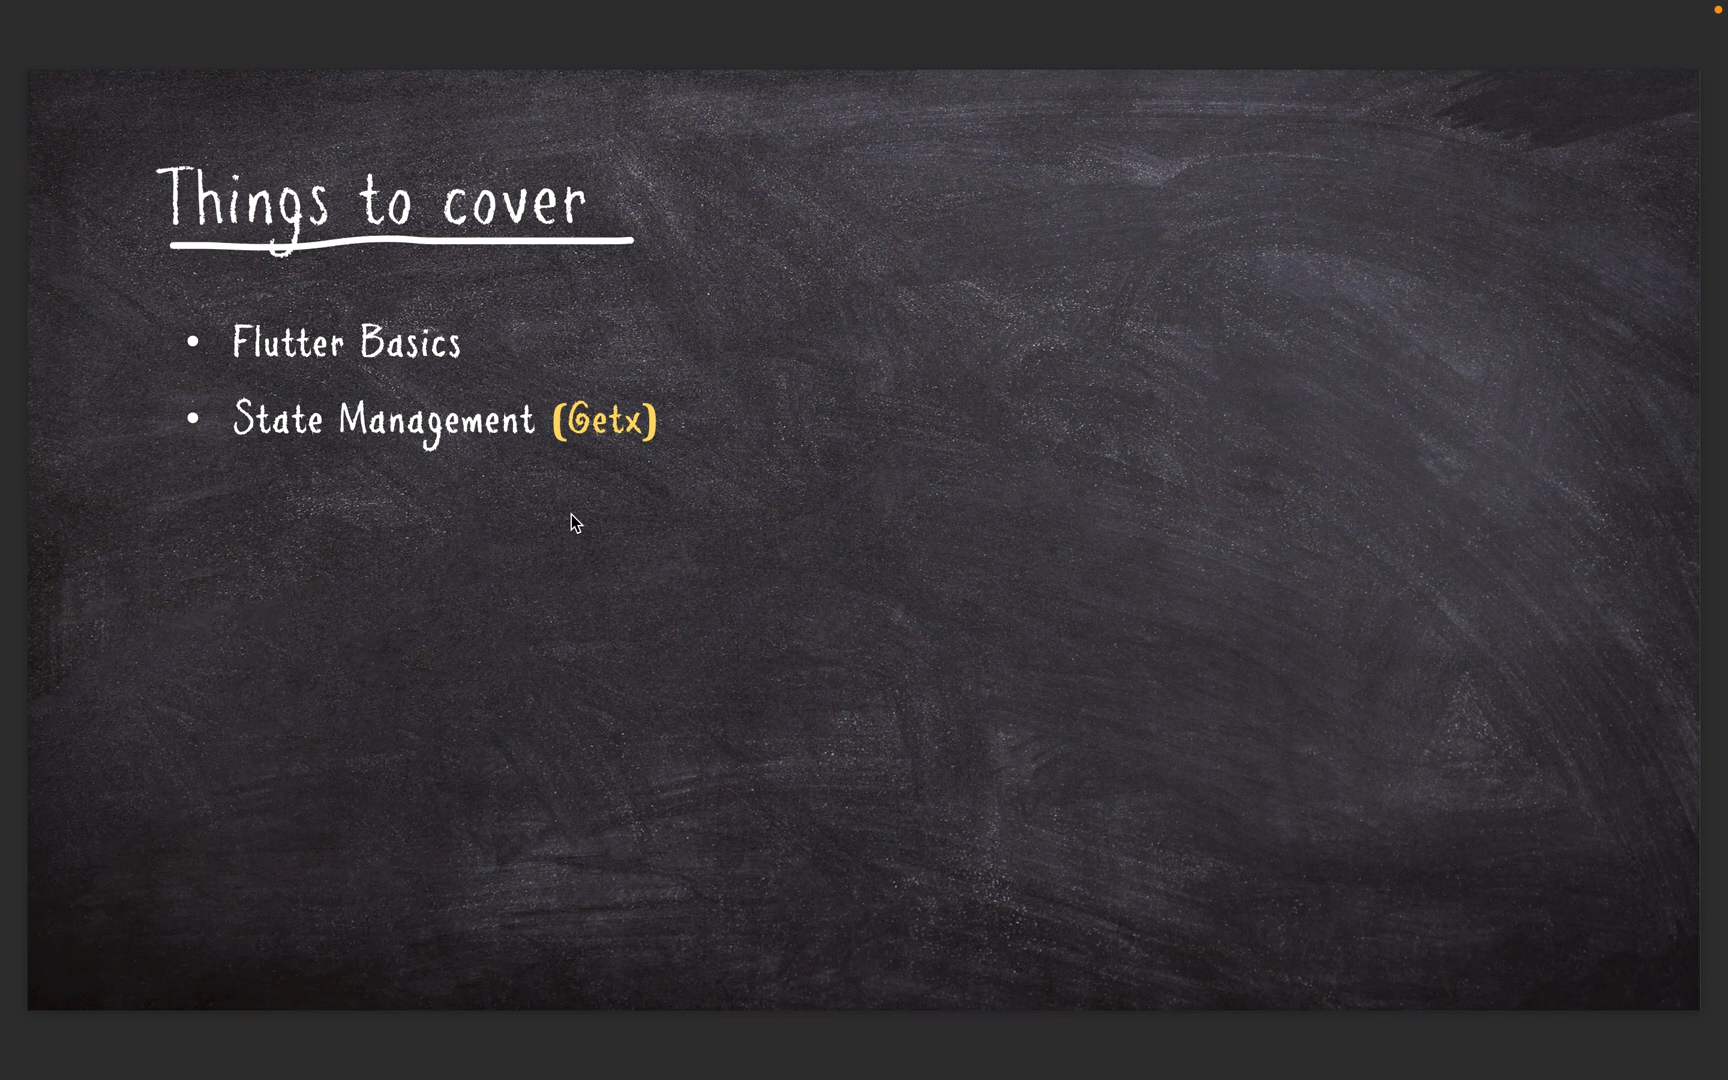 Things to cover
• Flutter Basics
• State Management (Getx)